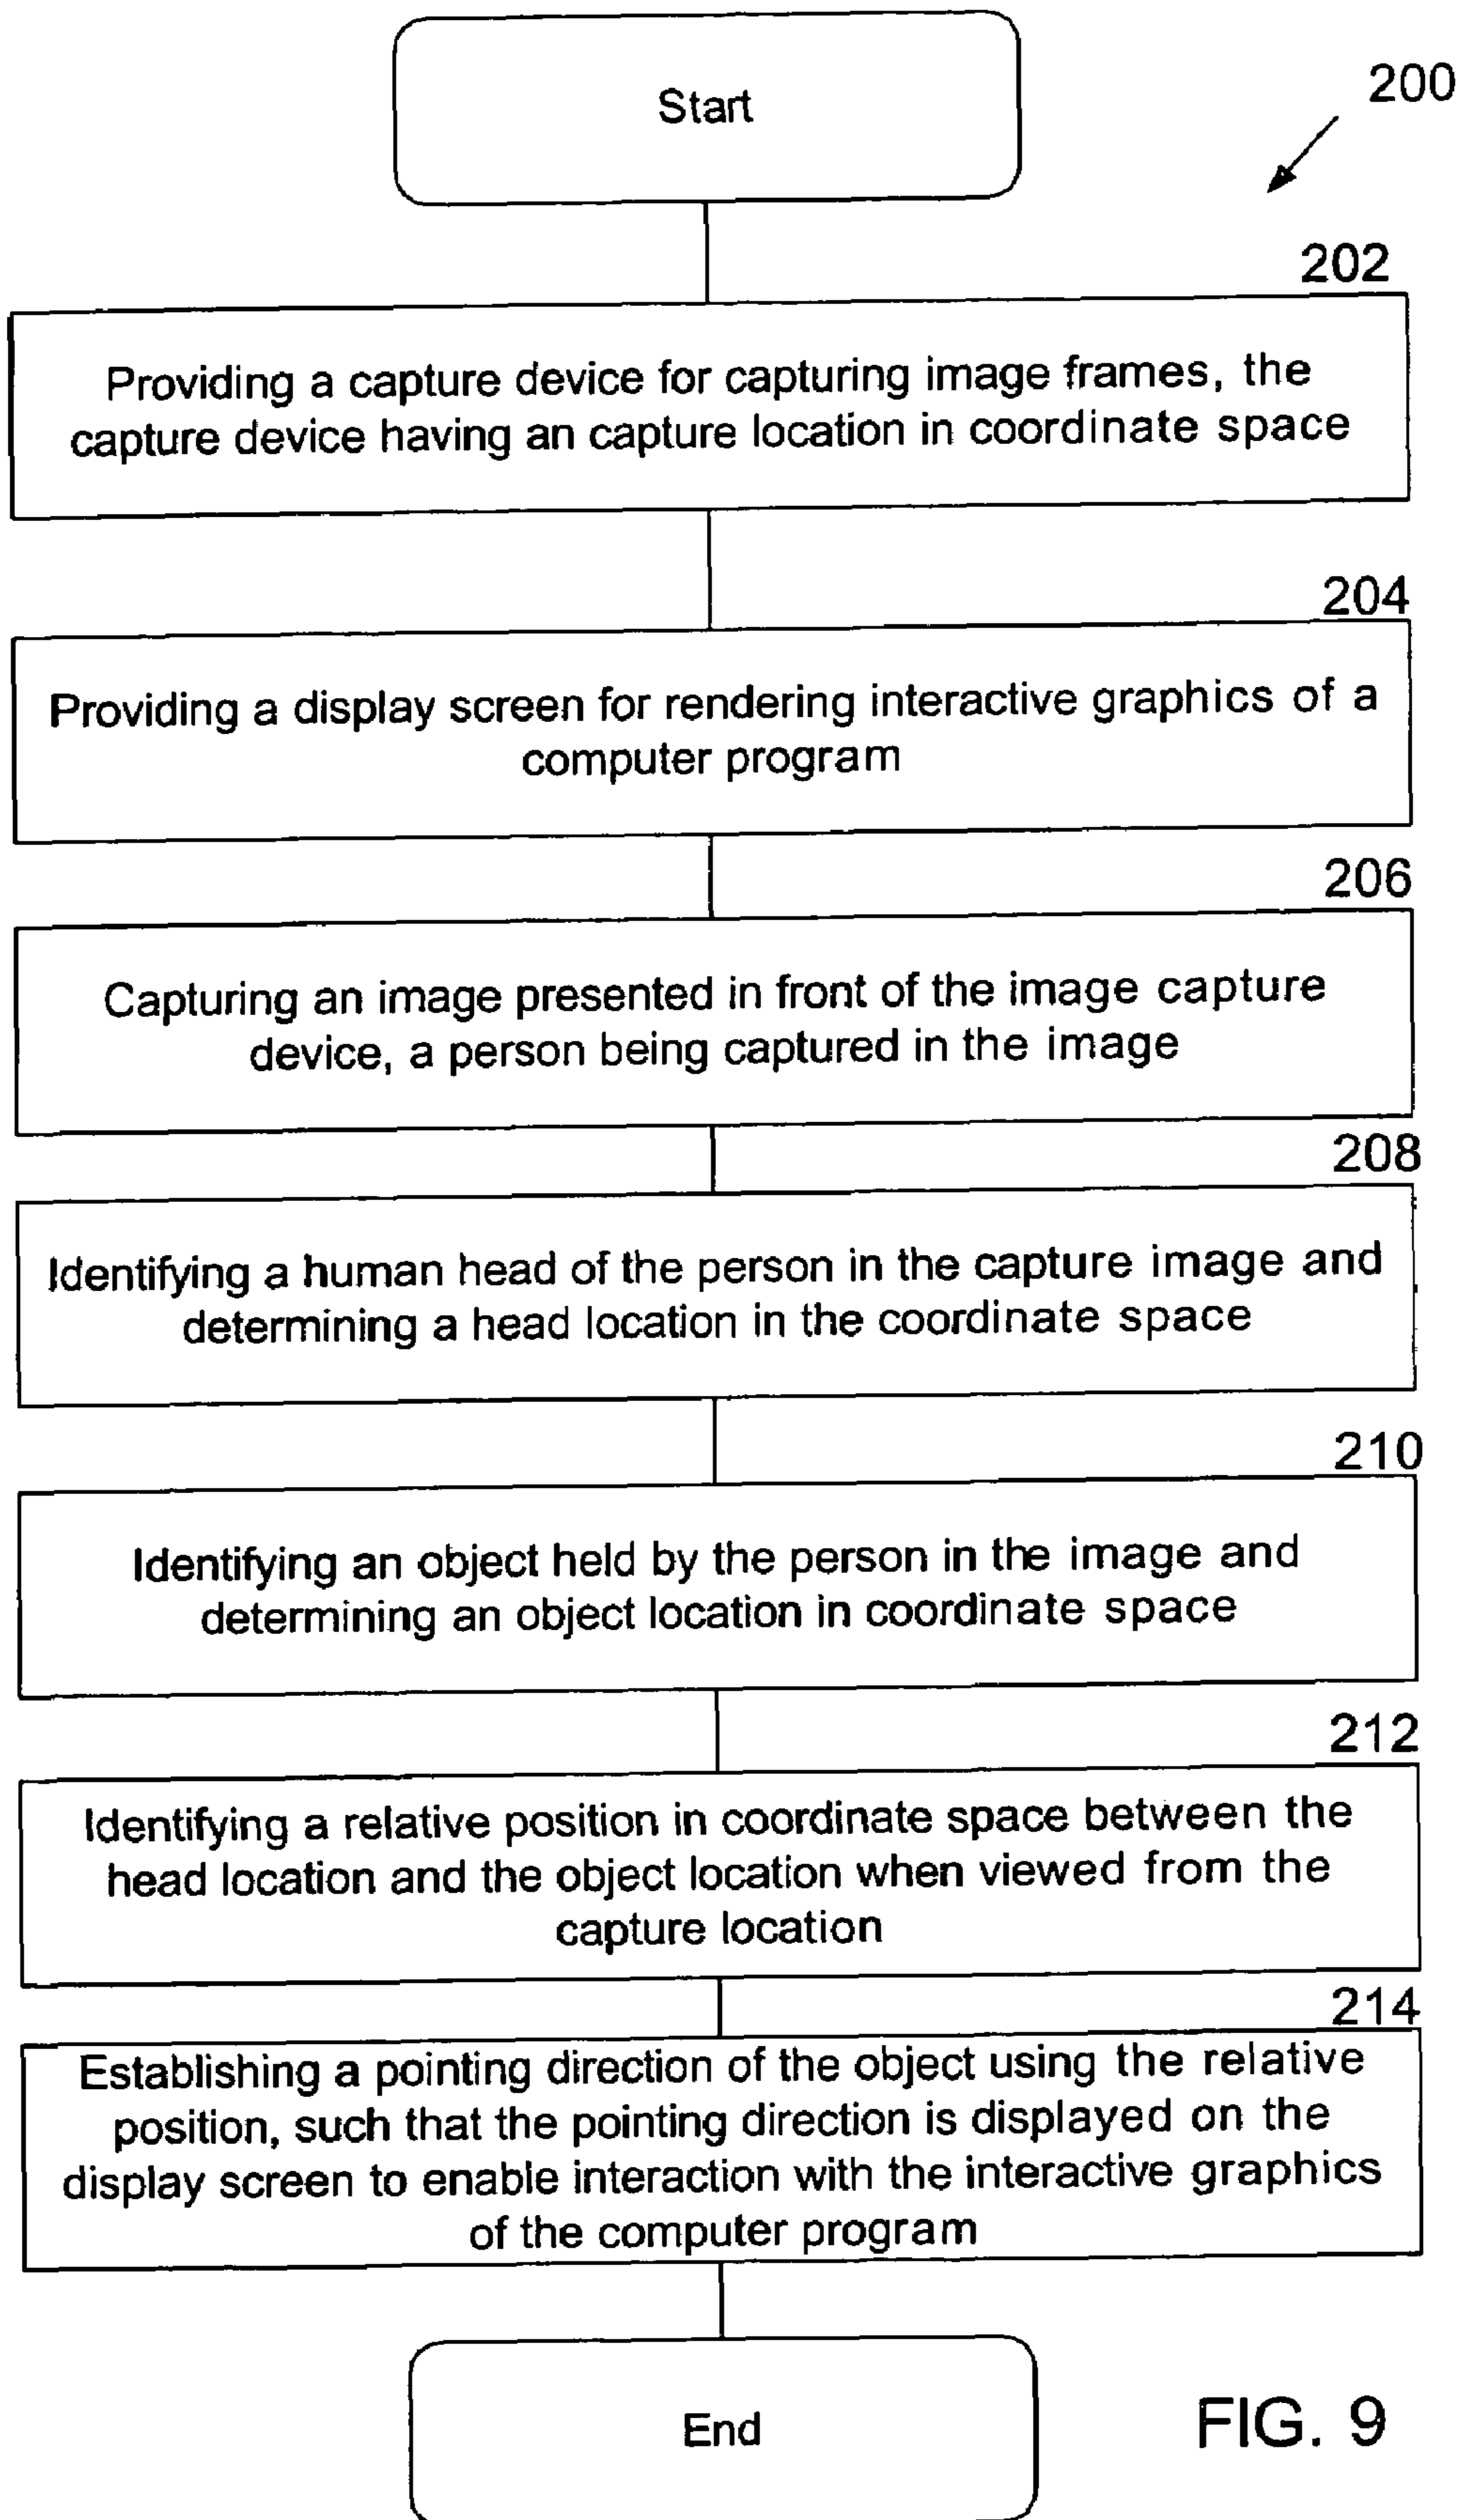 Start
200
202
Providing a capture device for capturing image frames, the
capture device having an capture location in coordinate space
204
Providing a display screen for rendering interactive graphics of a
computer program
206
Capturing an image presented in front of the image capture
device, a person being captured in the image
208
Identifying a human head of the person in the capture image and
determining a head location in the coordinate space
210
Identifying an object held by the person in the image and
determining an object location in coordinate space
212
Identifying a relative position in coordinate space between the
head location and the object location when viewed from the
capture location
214
Establishing a pointing direction of the object using the relative
position, such that the pointing direction is displayed on the
display screen to enable interaction with the interactive graphics
of the computer program
End
FIG. 9